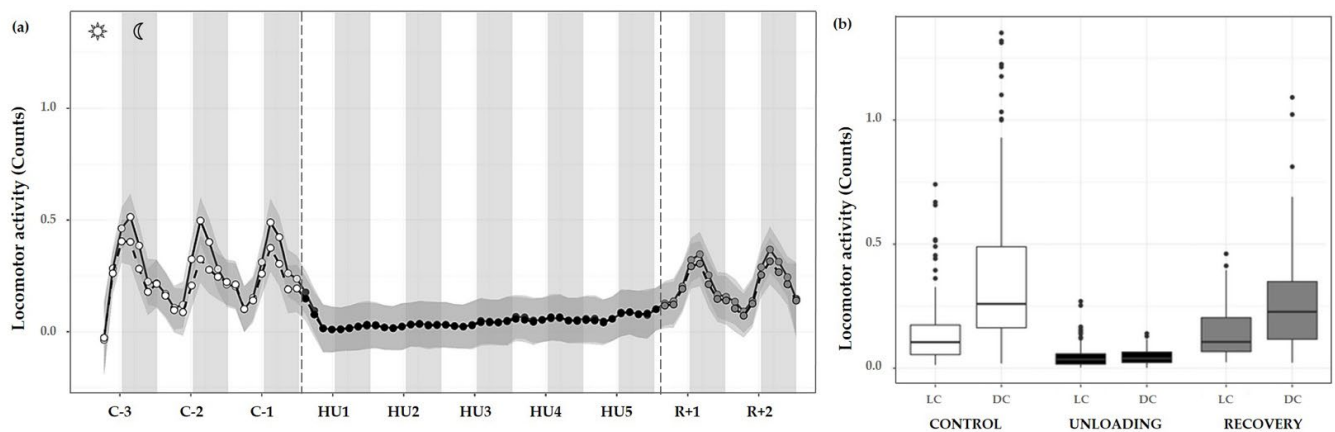 (a)
Locomotor activity (Counts)
1.0
0.5
0.0
C-3 C-2 C-1 HU1 HU2 HU3 HU4 HU5 R+1 R+2
(b)
Locomotor activity (Counts)
1.0
0.5
0.0
LC DC LC DC LC DC
CONTROL UNLOADING RECOVERY